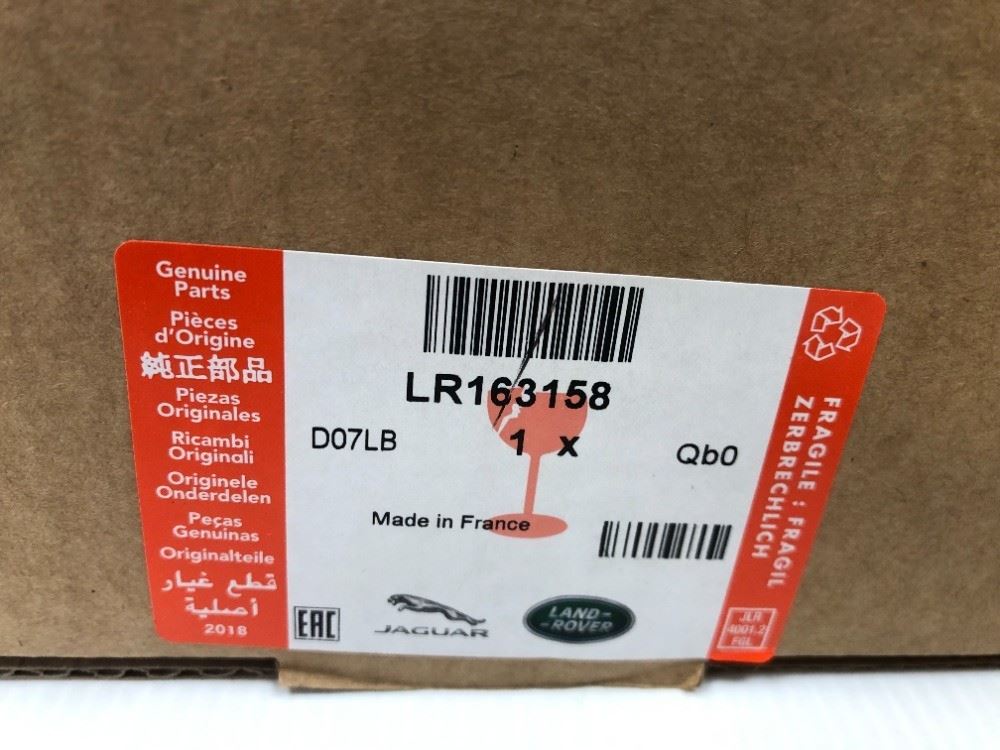 Genuine
Parts
Pièces
d'Origine
純正部品
Piezas
Originales
Ricambi
Originali
Originele
Onderdelen
Peças
Genuinas
Originalteile
قطع غيار
أصلية
2018
LR163158
D07LB
1 x
Qb0
Made in France
EAC
JAGUAR
LAND-
-ROVER
FRAGILE : FRAGIL
ZERBRECHLICH
JLR
4001.2
FGL